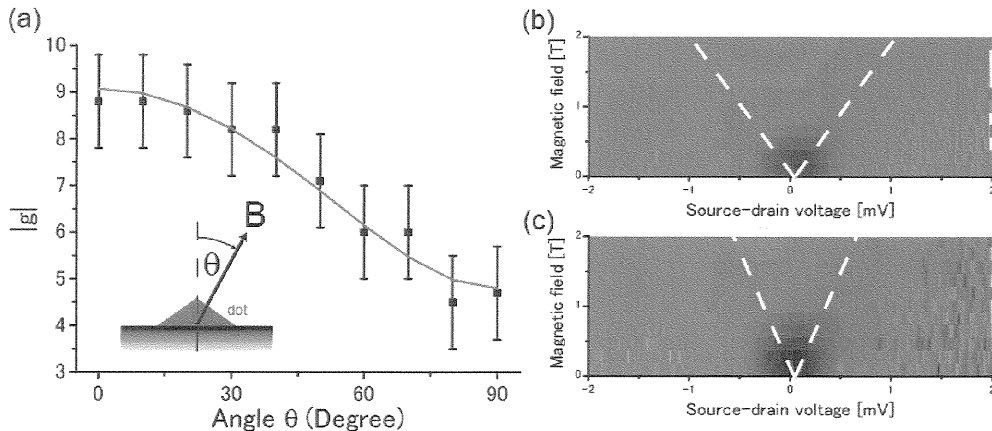 (a)
10
9
8
7
6
5
4
3
|g|
0
30
60
90
Angle θ (Degree)
B
θ
dot
(b)
Magnetic field [T]
2
1
0
-2
-1
0
1
2
Source-drain voltage [mV]
(c)
Magnetic field [T]
2
1
0
-2
-1
0
1
2
Source-drain voltage [mV]